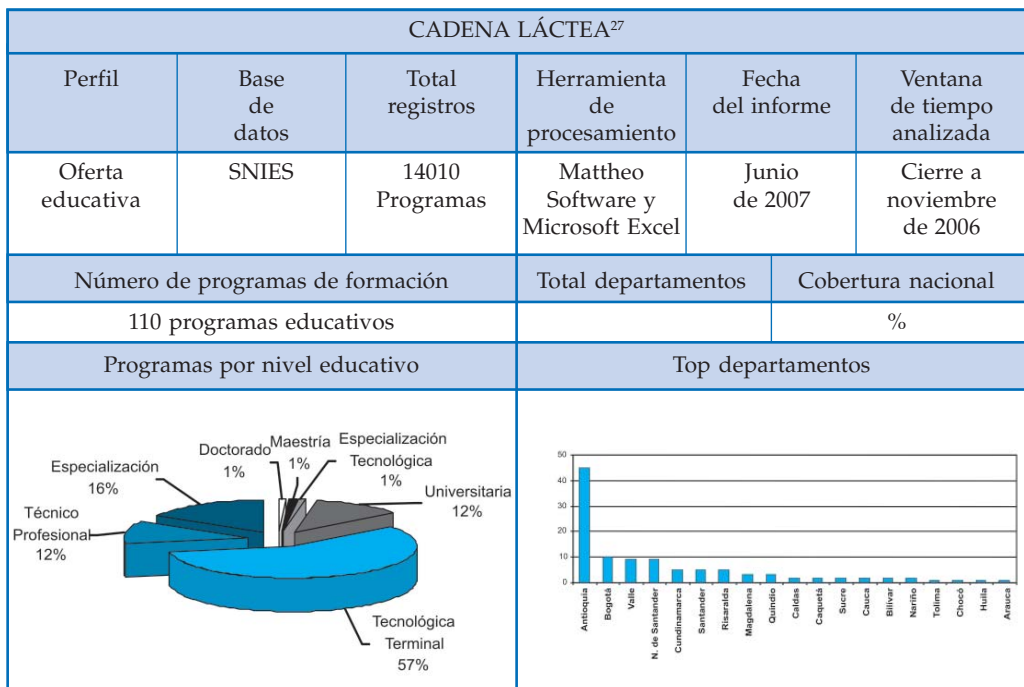 CADENA LÁCTEA²⁷
Perfil
Base
de
datos
Total
registros
Herramienta
de
procesamiento
Fecha
del informe
Ventana
de tiempo
analizada
Oferta
educativa
SNIES
14010
Programas
Mattheo
Software y
Microsoft Excel
Junio
de 2007
Cierre a
noviembre
de 2006
Número de programas de formación
Total departamentos
Cobertura nacional
110 programas educativos
%
Programas por nivel educativo
Top departamentos
Especialización
16%
Doctorado
1%
Maestría
1%
Especialización
Tecnológica
1%
Universitaria
12%
Técnico
Profesional
12%
Tecnológica
Terminal
57%
50
40
30
20
10
0
Antioquia
Bogotá
Valle
N. de Santander
Cundinamarca
Santander
Risaralda
Magdalena
Quindio
Caldas
Caquetá
Sucre
Cauca
Bilivar
Nariño
Tolima
Chocó
Huila
Arauca